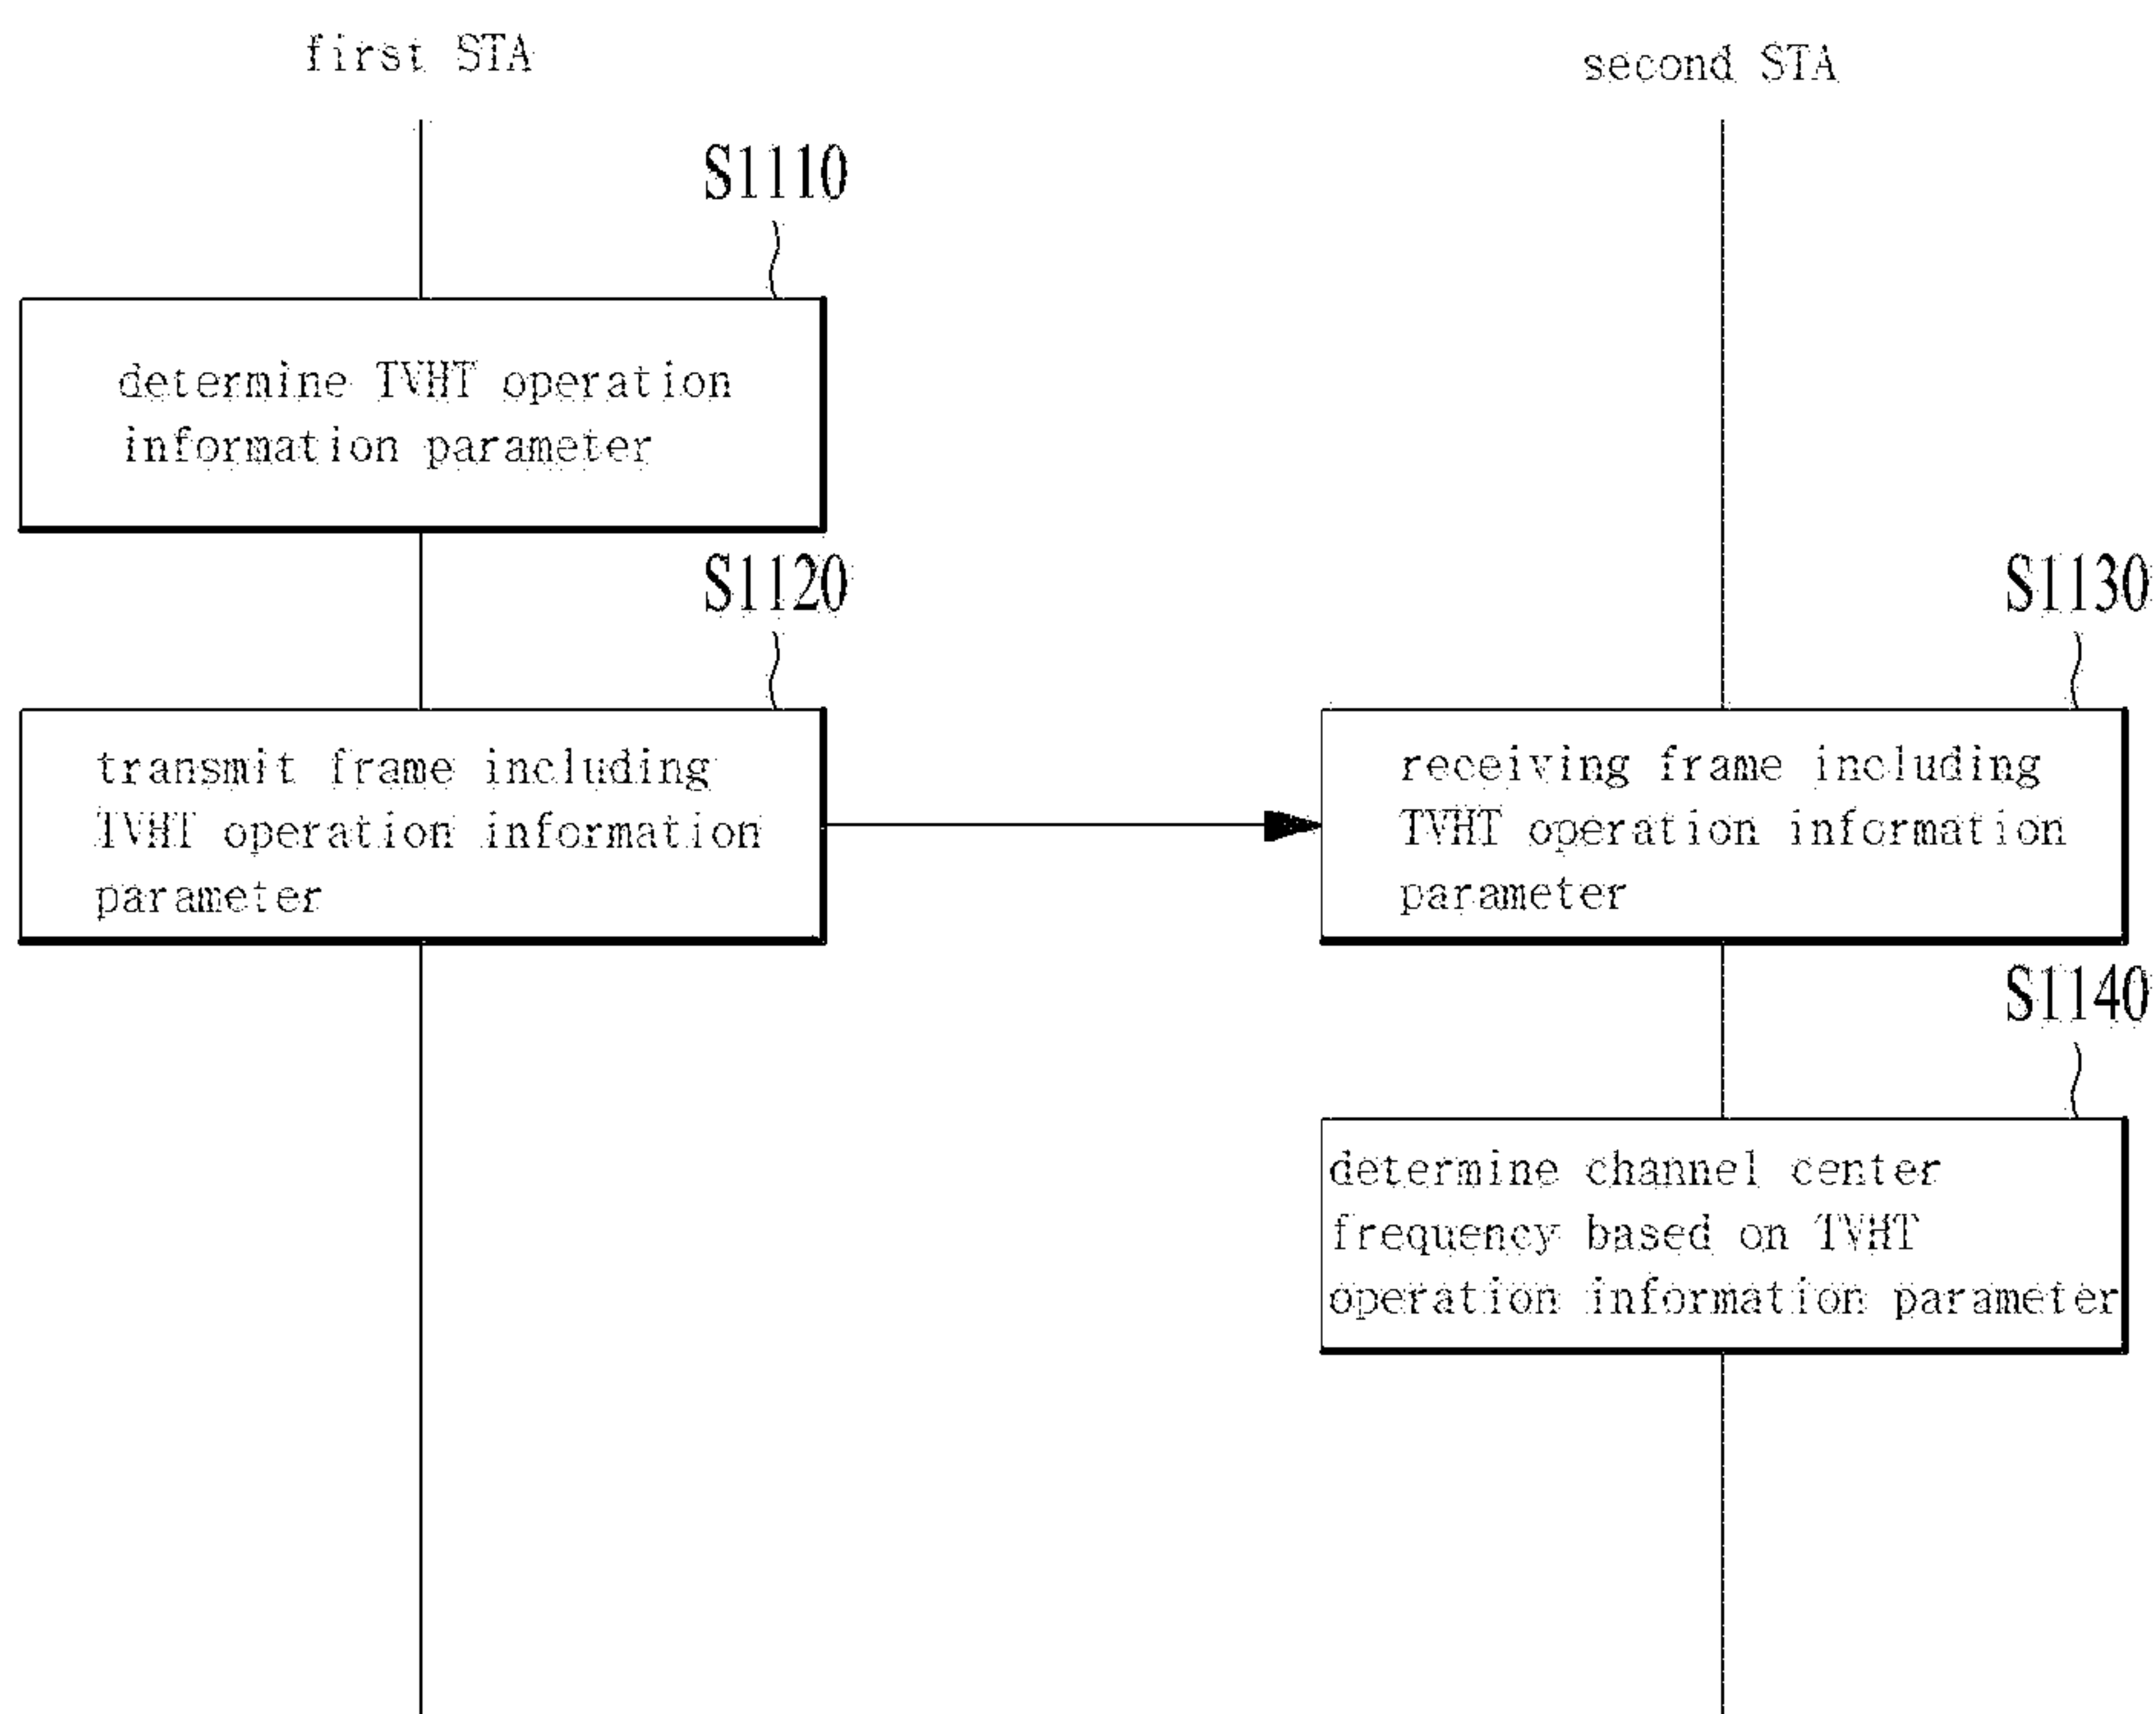 first STA
second STA
S1110
determine TVHT operation
information parameter
S1120
S1130
transmit frame including
TVHT operation information
parameter
receiving frame including
TVHT operation information
parameter
S1140
determine channel center
frequency based on TVHT
operation information parameter